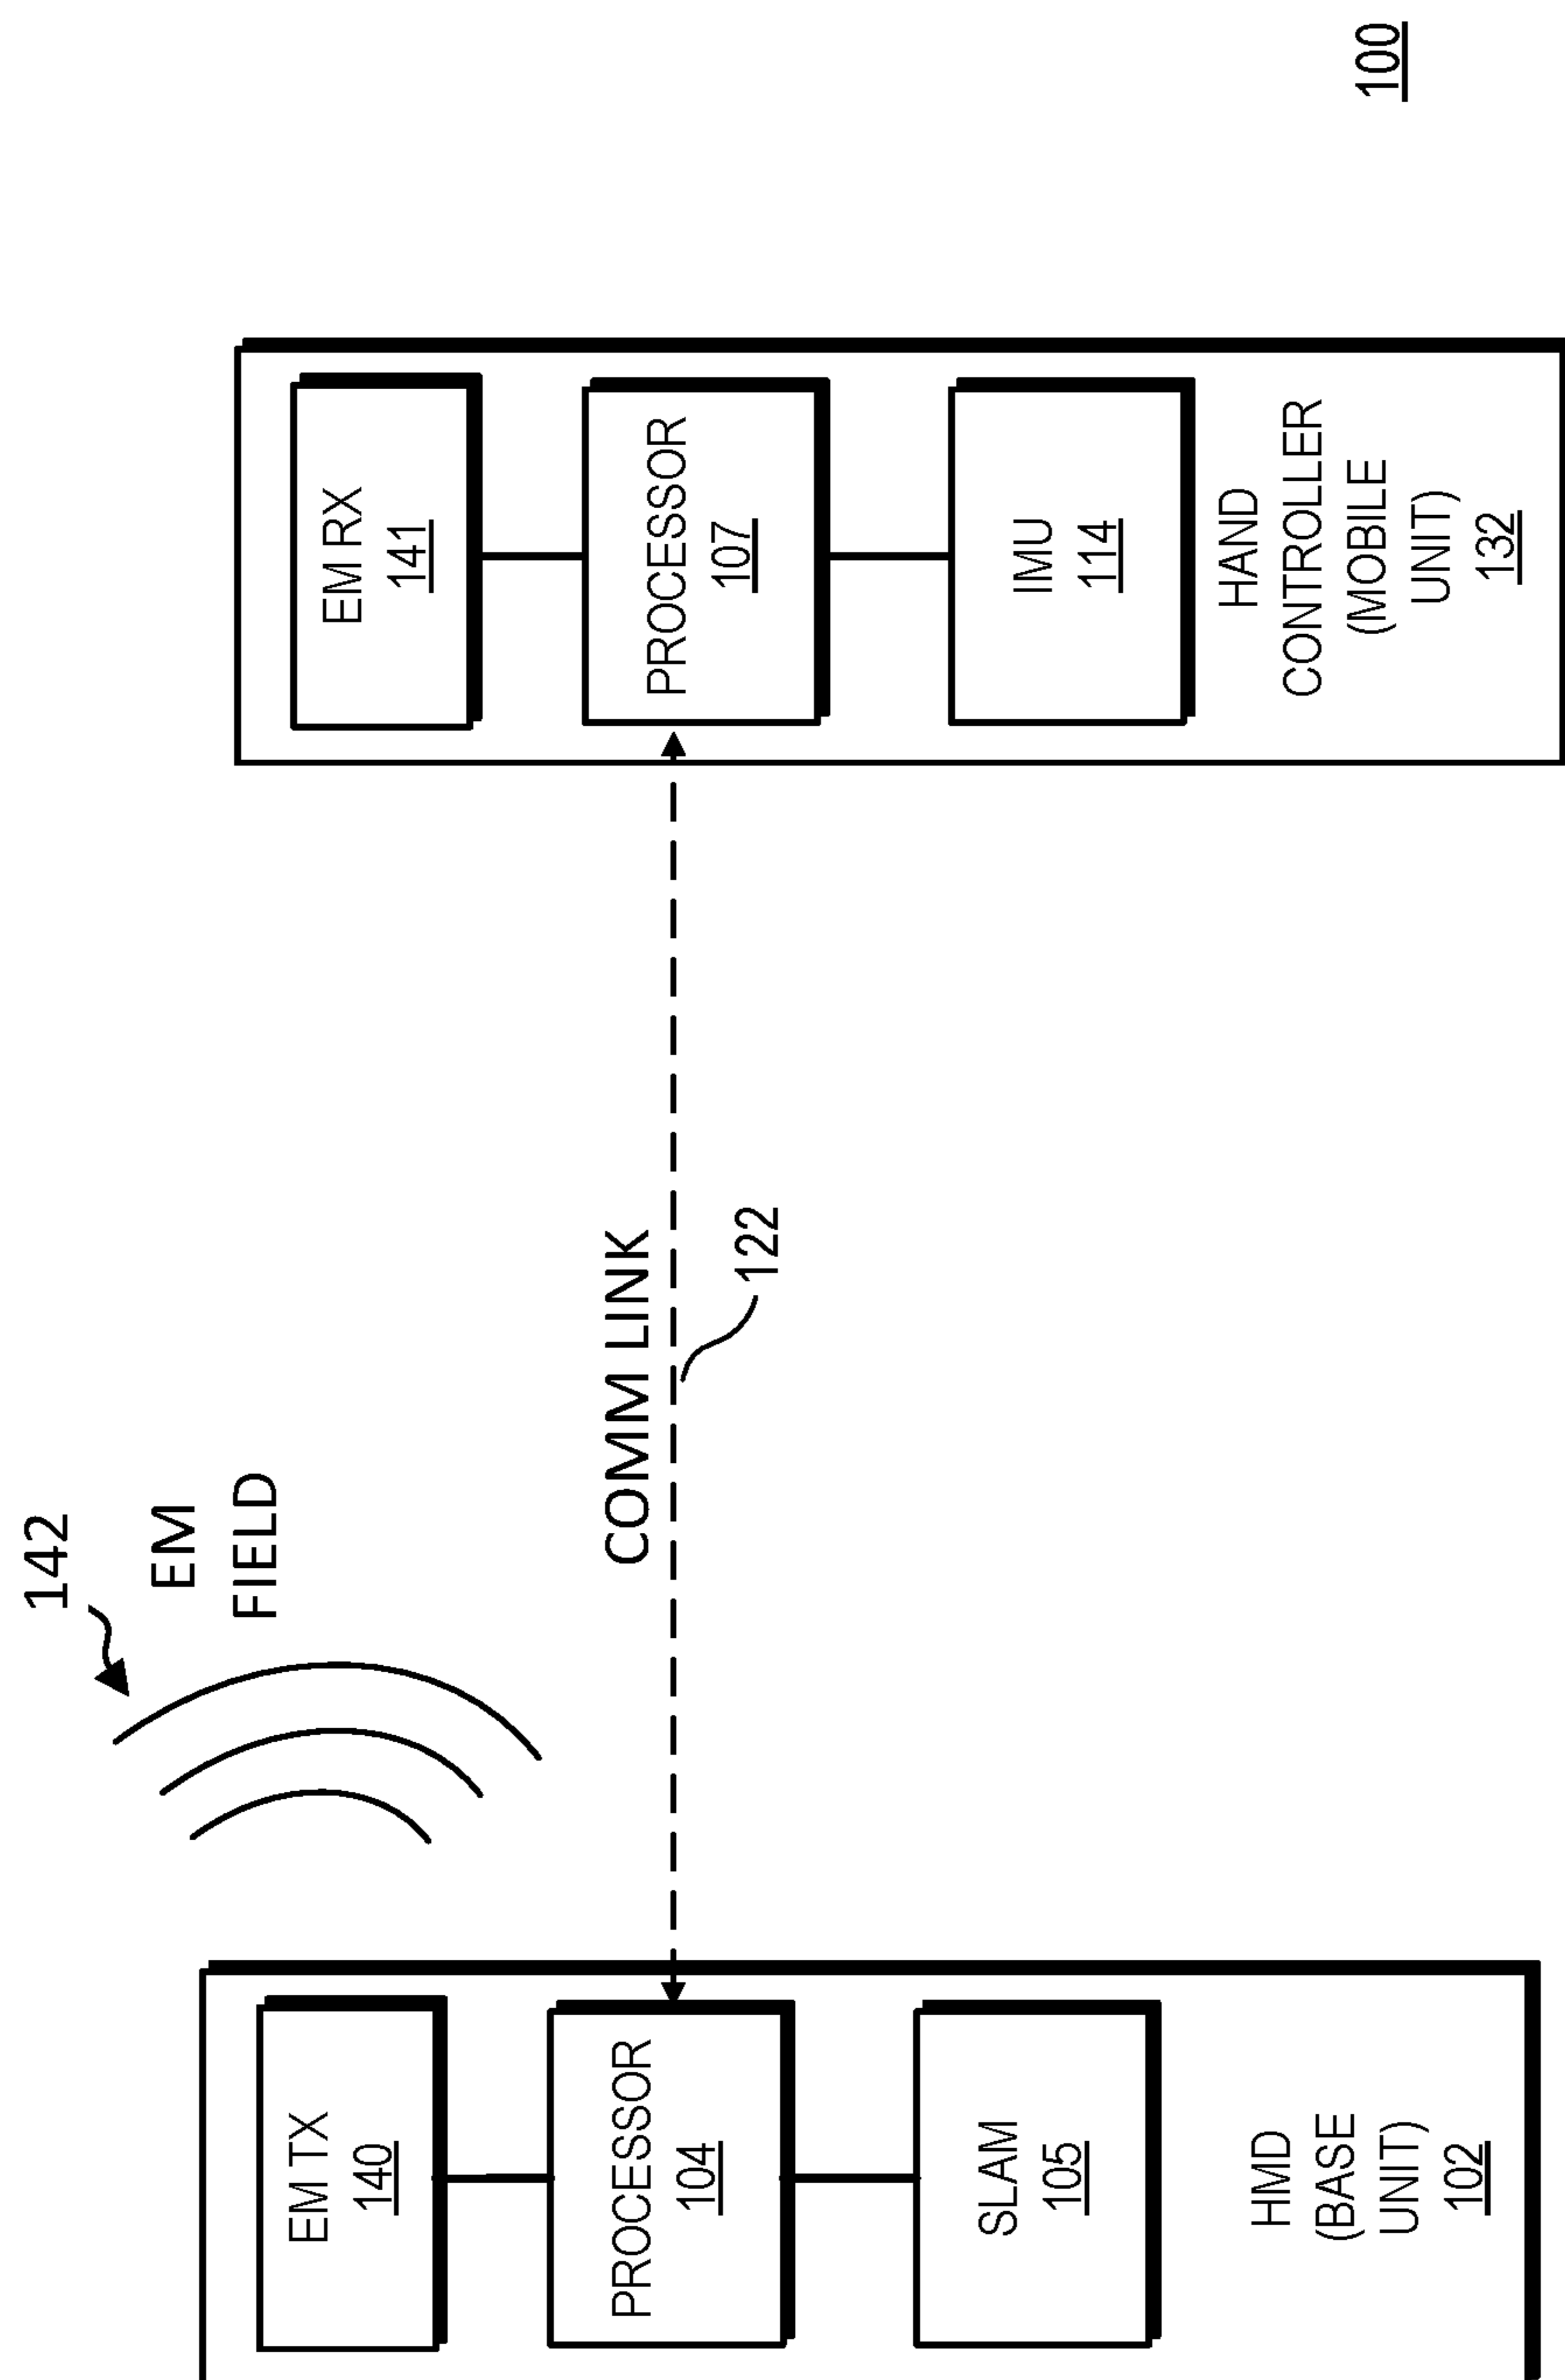 142
EM
FIELD
EM TX
140
PROCESSOR
104
SLAM
105
HMD
(BASE
UNIT)
102
COMM LINK
122
EM RX
141
PROCESSOR
107
IMU
114
HAND
CONTROLLER
(MOBILE
UNIT)
132
100